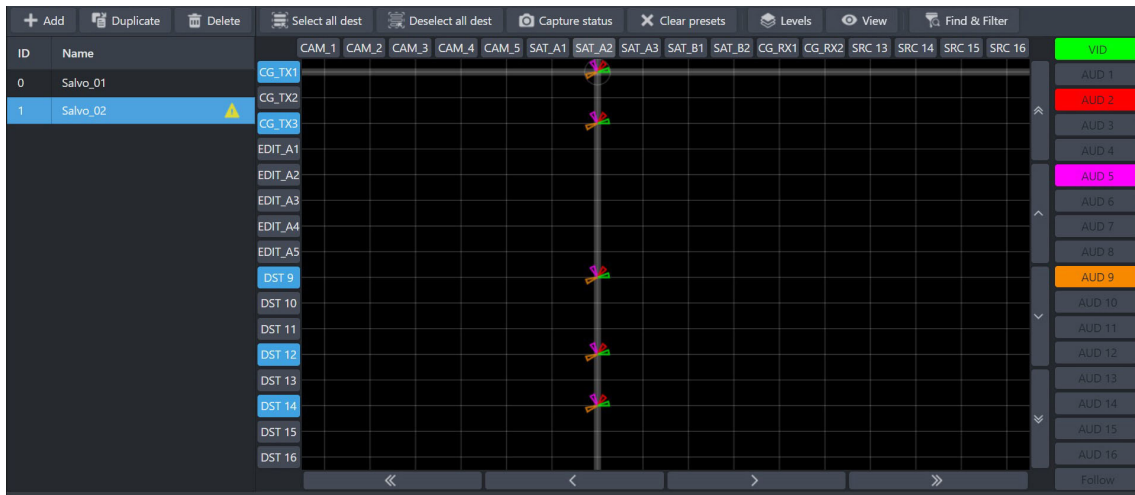 Add Duplicate Delete Select all dest Deselect all dest Capture status Clear presets Levels View Find & Filter
ID Name CAM_1 CAM_2 CAM_3 CAM_4 CAM_5 SAT_A1 SAT_A2 SAT_A3 SAT_B1 SAT_B2 CG_RX1 CG_RX2 SRC 13 SRC 14 SRC 15 SRC 16 VID
CG_TX1 AUD 1
0 Salvo_01
CG_TX2 AUD 2
1 Salvo_02
CG_TX3 AUD 3
EDIT_A1 AUD 4
EDIT_A2 AUD 5
EDIT_A3 AUD 6
EDIT_A4 AUD 7
EDIT_A5 AUD 8
DST 9 AUD 9
DST 10 AUD 10
DST 11 AUD 11
DST 12 AUD 12
DST 13 AUD 13
DST 14 AUD 14
DST 15 AUD 15
DST 16 AUD 16
Follow